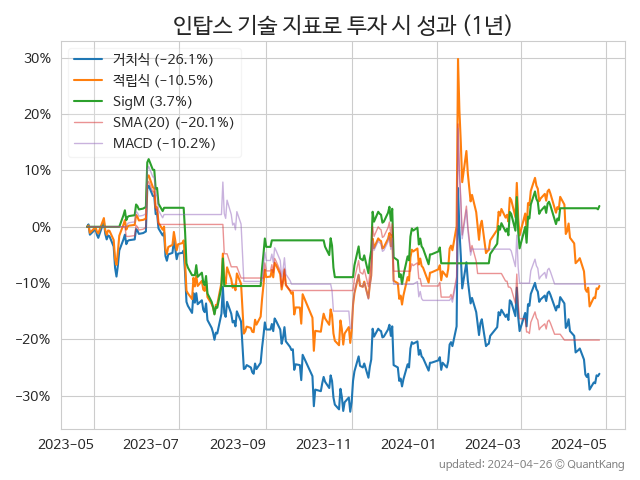 인탑스 기술 지표로 투자 시 성과 (1년)
거치식 (−26.1%)
적립식 (−10.5%)
SigM (3.7%)
SMA(20) (−20.1%)
MACD (−10.2%)
30%
20%
10%
0%
−10%
−20%
−30%
2023-05 2023-07 2023-09 2023-11 2024-01 2024-03 2024-05
updated: 2024-04-26 ⓒ QuantKang